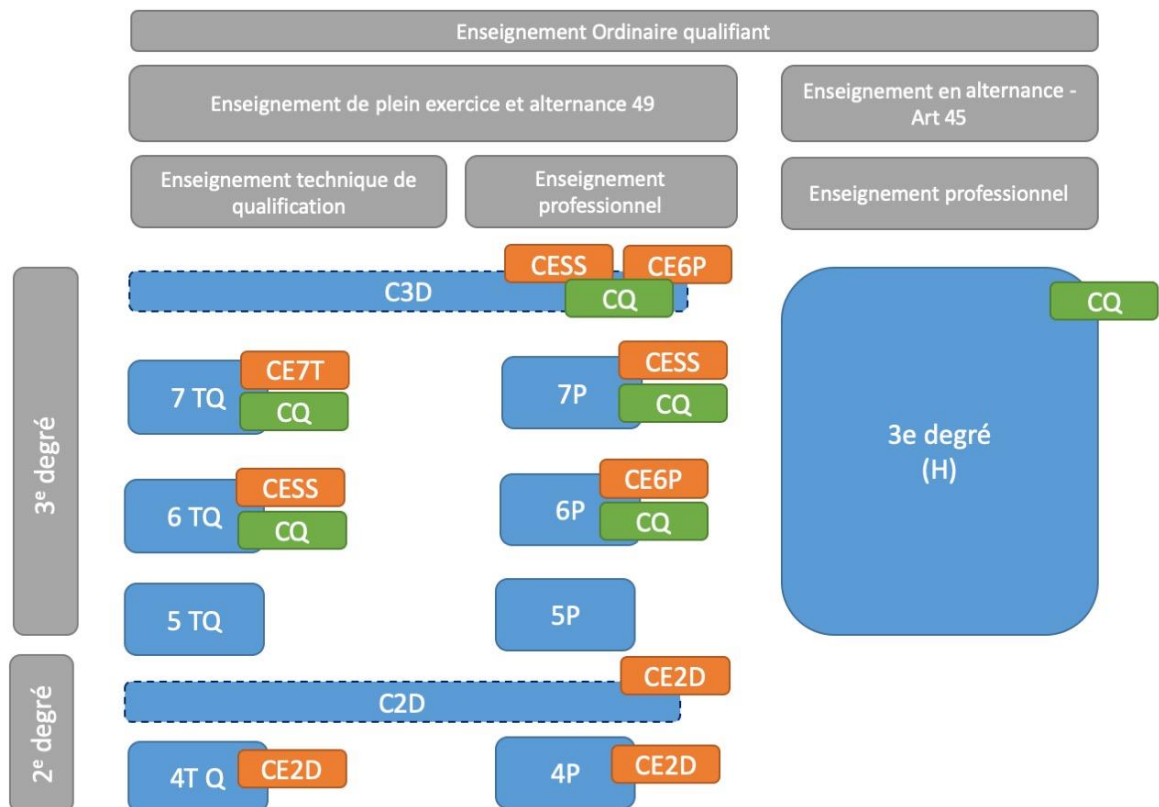 Enseignement Ordinaire qualifiant
Enseignement de plein exercice et alternance 49
Enseignement en alternance -
Art 45
Enseignement technique de
qualification
Enseignement
professionnel
Enseignement professionnel
3e degré
CESS
CE6P
C3D
CQ
CQ
7 TQ
CE7T
CQ
7P
CESS
CQ
3e degré
(H)
6 TQ
CESS
CQ
6P
CE6P
CQ
5 TQ
5P
2e degré
CE2D
C2D
4T Q
CE2D
4P
CE2D